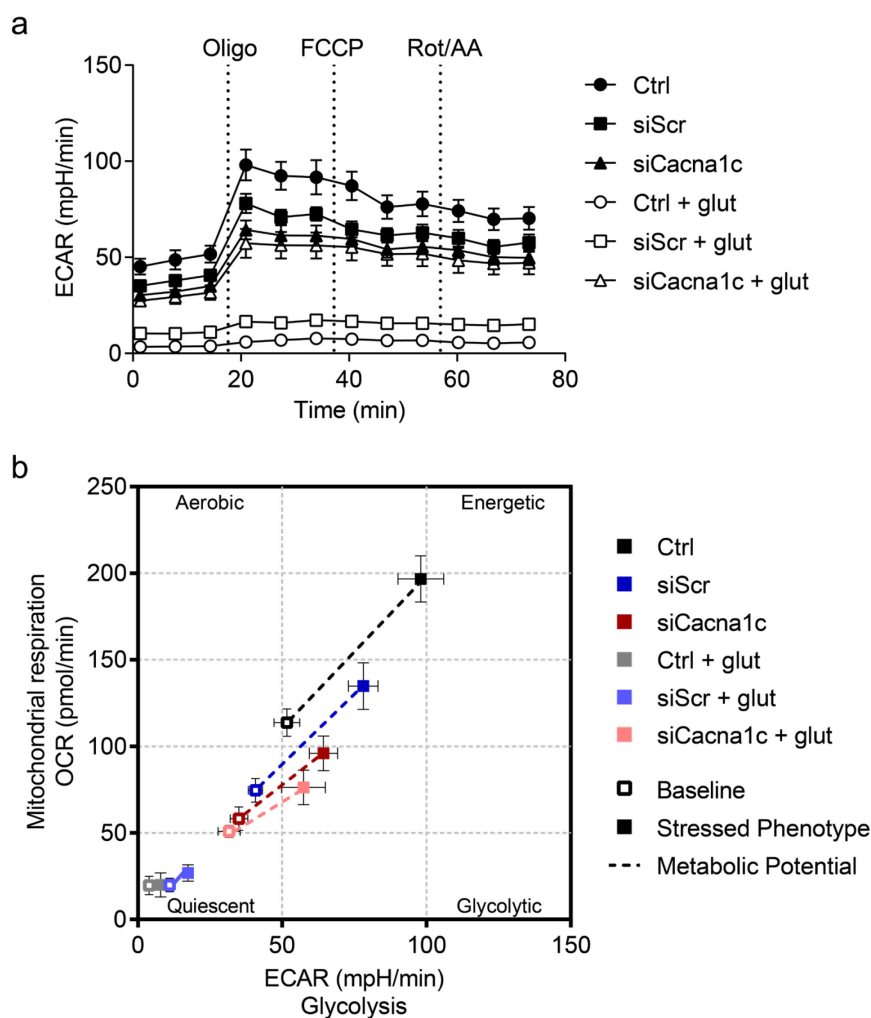 a
Oligo FCCP Rot/AA
150
100
50
0
0 20 40 60 80
ECAR (mpH/min)
Time (min)
Ctrl
siScr
siCacna1c
Ctrl + glut
siScr + glut
siCacna1c + glut
b
250
200
150
100
50
0
0 50 100 150
Aerobic Energetic
Quiescent Glycolytic
Mitochondrial respiration
OCR (pmol/min)
ECAR (mpH/min)
Glycolysis
Ctrl
siScr
siCacna1c
Ctrl + glut
siScr + glut
siCacna1c + glut
Baseline
Stressed Phenotype
Metabolic Potential